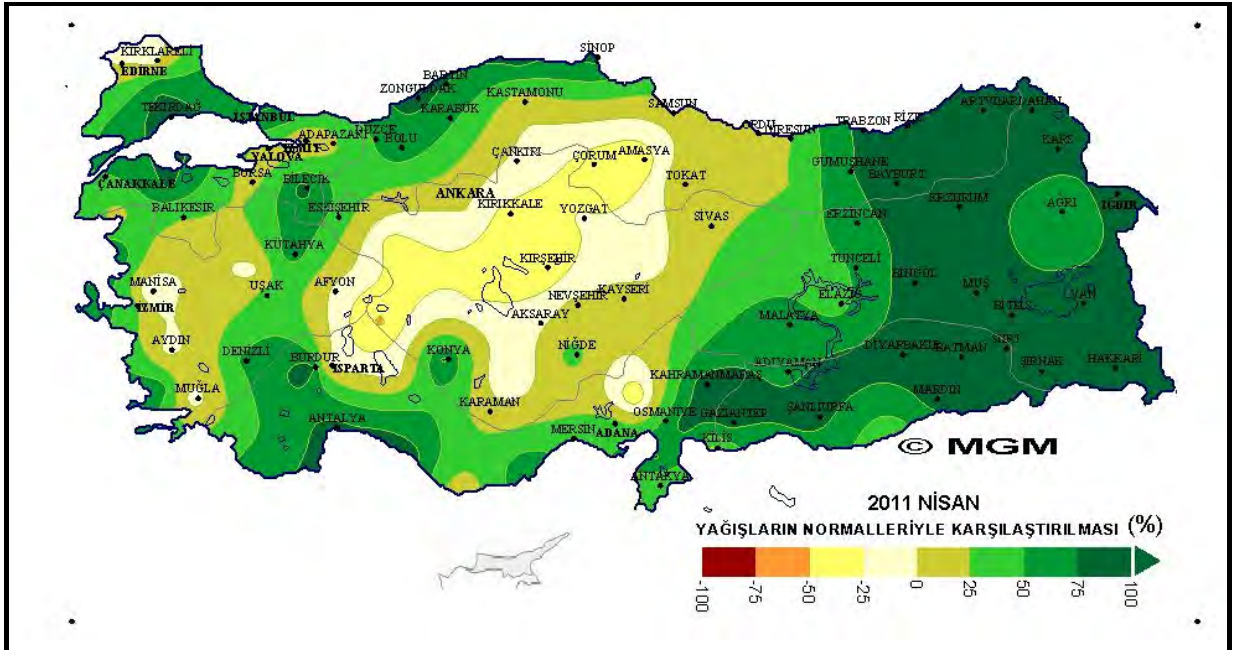 SİNOP
KIRKLARELİ
EDİRNE
BARTIN
ZONGULDAK
KASTAMONU
TEKİRDAĞ
İSTANBUL
KARABÜK
SAMSUN
ORDU
GİRESUN
TRABZON
RİZE
ARTVİN
ARDAHAN
DÜZCE
ADAPAZARI
İZMİT
BOLU
YALOVA
KARS
ÇANKIRI
ÇORUM
AMASYA
GÜMÜŞHANE
BAYBURT
BURSA
BİLECİK
ÇANAKKALE
ANKARA
TOKAT
ERZURUM
IĞDIR
AĞRI
BALIKESİR
ESKİŞEHİR
KIRIKKALE
YOZGAT
SİVAS
ERZİNCAN
KÜTAHYA
KIRŞEHİR
TUNCELİ
BİNGÖL
MUŞ
MANİSA
UŞAK
AFYON
NEVŞEHİR
KAYSERİ
ELAZIĞ
BİTLİS
VAN
İZMİR
AKSARAY
MALATYA
AYDIN
DENİZLİ
BURDUR
ISPARTA
KONYA
NİĞDE
DİYARBAKIR
BATMAN
SİİRT
ŞIRNAK
HAKKARİ
ADIYAMAN
KAHRAMANMARAŞ
MUĞLA
MARDİN
ANTALYA
KARAMAN
OSMANİYE
GAZİANTEP
ŞANLIURFA
MERSİN
ADANA
KİLİS
ANTAKYA
© MGM
2011 NİSAN
YAĞIŞLARIN NORMALLERİYLE KARŞILAŞTIRILMASI (%)
-100 -75 -50 -25 0 25 50 75 100